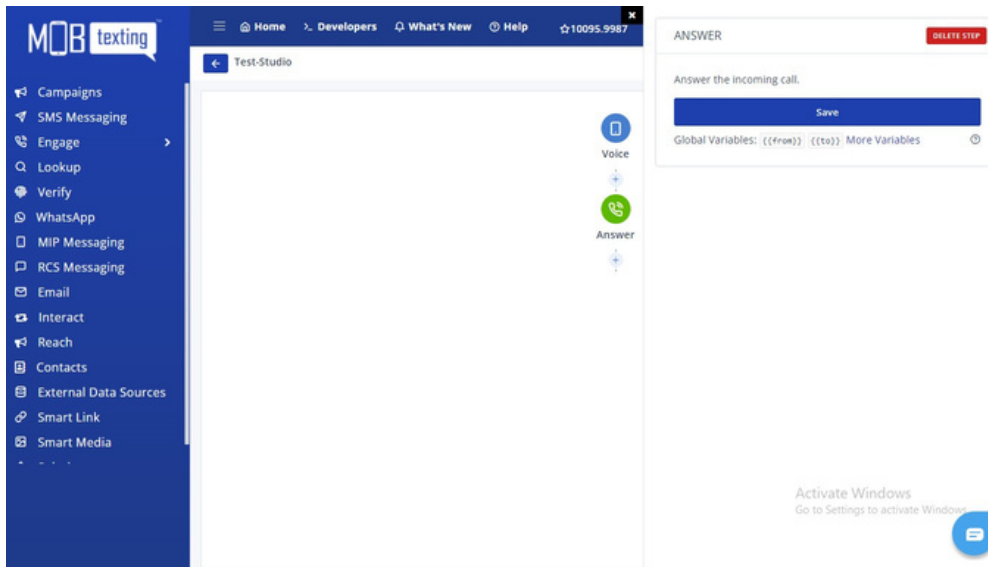 MOB texting
Home
Developers
What's New
Help
10095.9987
Test-Studio
Campaigns
SMS Messaging
Engage
Lookup
Verify
WhatsApp
MIP Messaging
RCS Messaging
Email
Interact
Reach
Contacts
External Data Sources
Smart Link
Smart Media
Voice
Answer
ANSWER
DELETE STEP
Answer the incoming call.
Save
Global Variables: {{from}} {{to}} More Variables
Activate Windows
Go to Settings to activate Windows.